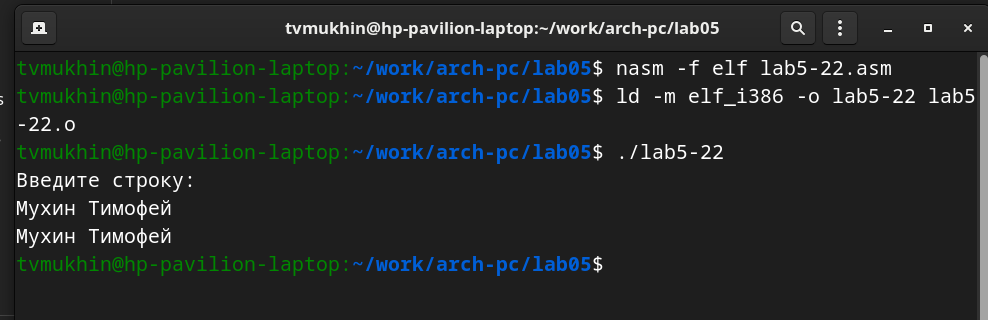 tvmukhin@hp-pavilion-laptop:~/work/arch-pc/lab05
tvmukhin@hp-pavilion-laptop:~/work/arch-pc/lab05$ nasm -f elf lab5-22.asm
tvmukhin@hp-pavilion-laptop:~/work/arch-pc/lab05$ ld -m elf_i386 -o lab5-22 lab5
-22.o
tvmukhin@hp-pavilion-laptop:~/work/arch-pc/lab05$ ./lab5-22
Введите строку:
Мухин Тимофей
Мухин Тимофей
tvmukhin@hp-pavilion-laptop:~/work/arch-pc/lab05$